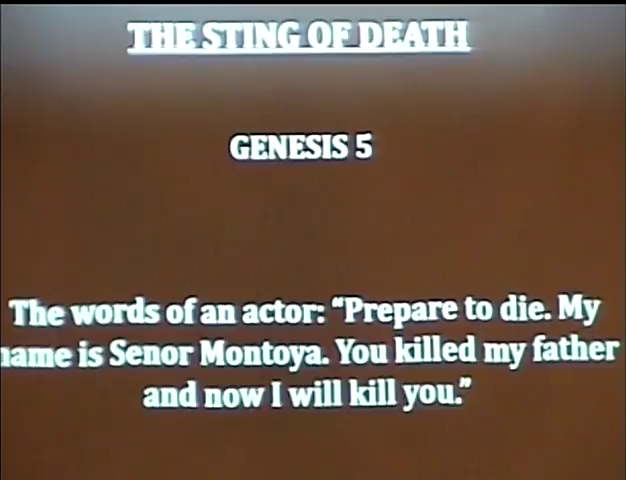 THE STING OF DEATH
GENESIS 5
The words of an actor: "Prepare to die. My
name is Senor Montoya. You killed my father
and now I will kill you."